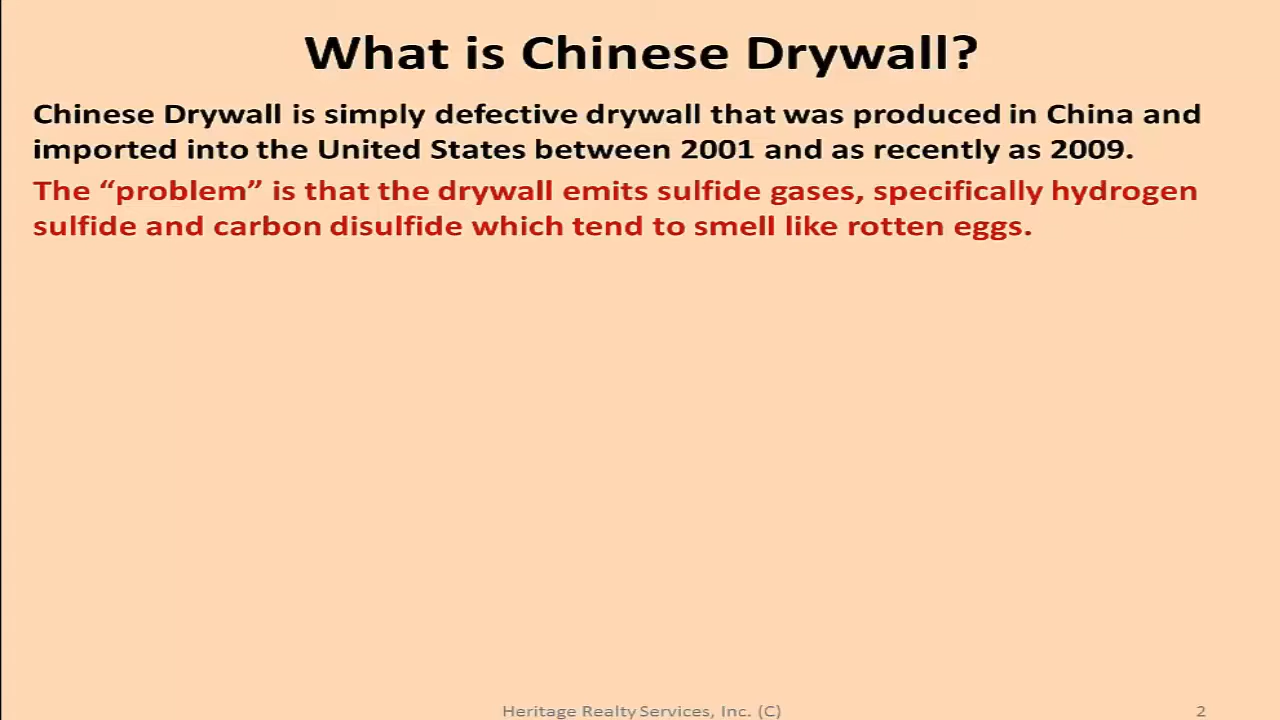 What is Chinese Drywall?
Chinese Drywall is simply defective drywall that was produced in China and
imported into the United States between 2001 and as recently as 2009.
The “problem” is that the drywall emits sulfide gases, specifically hydrogen
sulfide and carbon disulfide which tend to smell like rotten eggs.
Heritage Realty Services, Inc. (C)
2